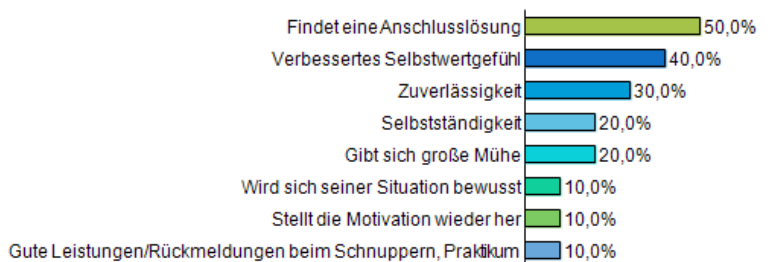 Findet eine Anschlusslösung 50,0%
Verbessertes Selbstwertgefühl 40,0%
Zuverlässigkeit 30,0%
Selbstständigkeit 20,0%
Gibt sich große Mühe 20,0%
Wird sich seiner Situation bewusst 10,0%
Stellt die Motivation wieder her 10,0%
Gute Leistungen/Rückmeldungen beim Schnuppern, Praktikum 10,0%